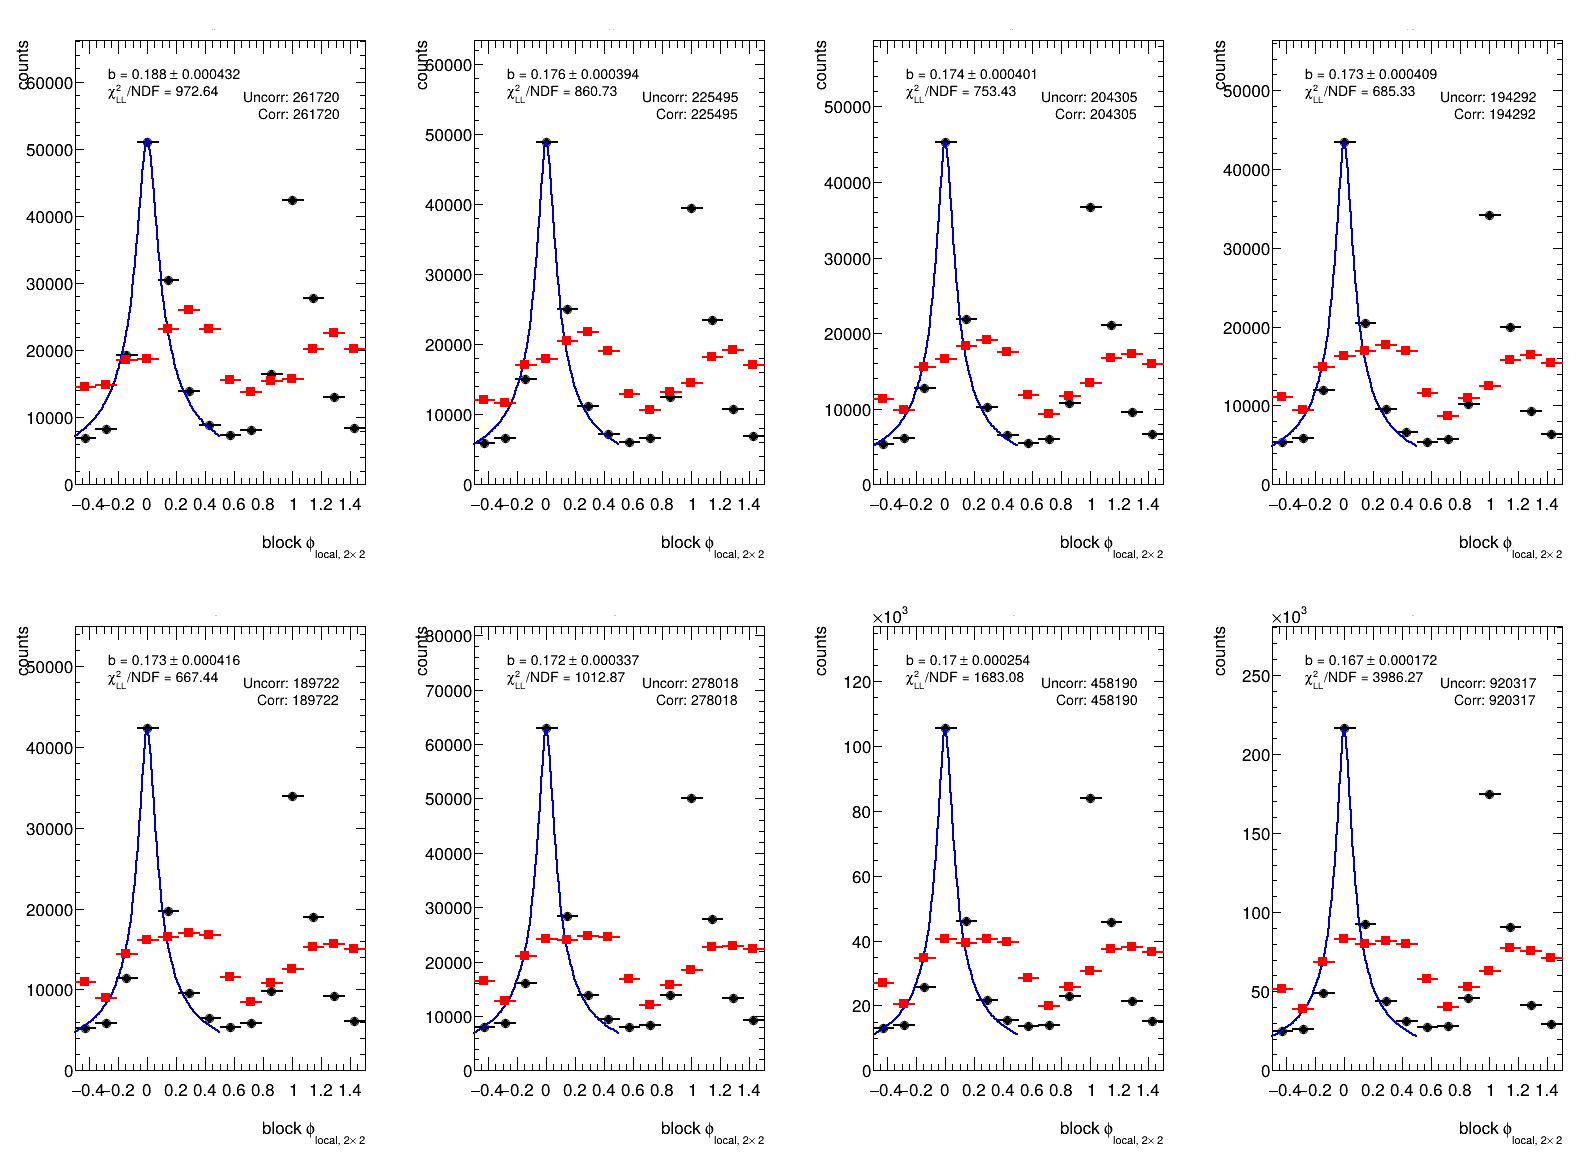 counts
b = 0.188 ± 0.000432
χ²LL/NDF = 972.64
Uncorr: 261720
Corr: 261720
60000
50000
40000
30000
20000
10000
0
−0.4 −0.2 0 0.2 0.4 0.6 0.8 1 1.2 1.4
block ϕlocal, 2×2
counts
b = 0.176 ± 0.000394
χ²LL/NDF = 860.73
Uncorr: 225495
Corr: 225495
60000
50000
40000
30000
20000
10000
0
−0.4 −0.2 0 0.2 0.4 0.6 0.8 1 1.2 1.4
block ϕlocal, 2×2
counts
b = 0.174 ± 0.000401
χ²LL/NDF = 753.43
Uncorr: 204305
Corr: 204305
50000
40000
30000
20000
10000
0
−0.4 −0.2 0 0.2 0.4 0.6 0.8 1 1.2 1.4
block ϕlocal, 2×2
counts
b = 0.173 ± 0.000409
χ²LL/NDF = 685.33
Uncorr: 194292
Corr: 194292
50000
40000
30000
20000
10000
0
−0.4 −0.2 0 0.2 0.4 0.6 0.8 1 1.2 1.4
block ϕlocal, 2×2
counts
b = 0.173 ± 0.000416
χ²LL/NDF = 667.44
Uncorr: 189722
Corr: 189722
50000
40000
30000
20000
10000
0
−0.4 −0.2 0 0.2 0.4 0.6 0.8 1 1.2 1.4
block ϕlocal, 2×2
counts
b = 0.172 ± 0.000337
χ²LL/NDF = 1012.87
Uncorr: 278018
Corr: 278018
80000
70000
60000
50000
40000
30000
20000
10000
0
−0.4 −0.2 0 0.2 0.4 0.6 0.8 1 1.2 1.4
block ϕlocal, 2×2
×10³
counts
b = 0.17 ± 0.000254
χ²LL/NDF = 1683.08
Uncorr: 458190
Corr: 458190
120
100
80
60
40
20
0
−0.4 −0.2 0 0.2 0.4 0.6 0.8 1 1.2 1.4
block ϕlocal, 2×2
×10³
counts
b = 0.167 ± 0.000172
χ²LL/NDF = 3986.27
Uncorr: 920317
Corr: 920317
250
200
150
100
50
0
−0.4 −0.2 0 0.2 0.4 0.6 0.8 1 1.2 1.4
block ϕlocal, 2×2